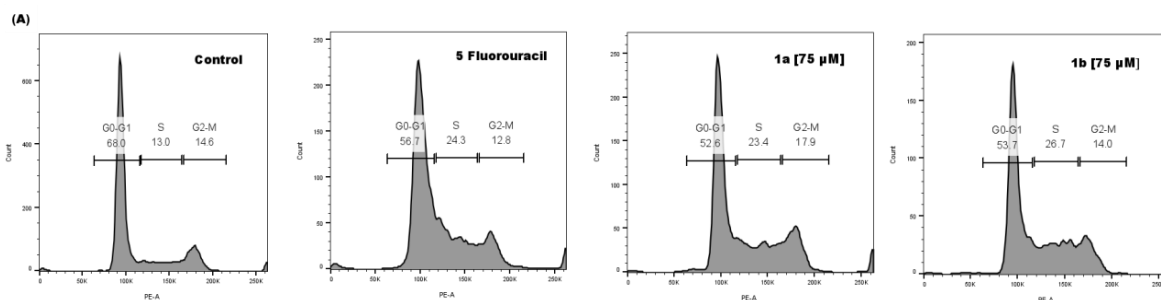 (A)
Control
G0-G1 S G2-M
68.0 13.0 14.6
Count
600
400
200
0
0 50K 100K 150K 200K 250K
PE-A
5 Fluorouracil
G0-G1 S G2-M
56.7 24.3 12.8
Count
250
200
150
100
50
0
0 50K 100K 150K 200K 250K
PE-A
1a [75 µM]
G0-G1 S G2-M
52.6 23.4 17.9
Count
250
200
150
100
50
0
0 50K 100K 150K 200K 250K
PE-A
1b [75 µM]
G0-G1 S G2-M
53.7 26.7 14.0
Count
200
150
100
50
0
0 50K 100K 150K 200K 250K
PE-A